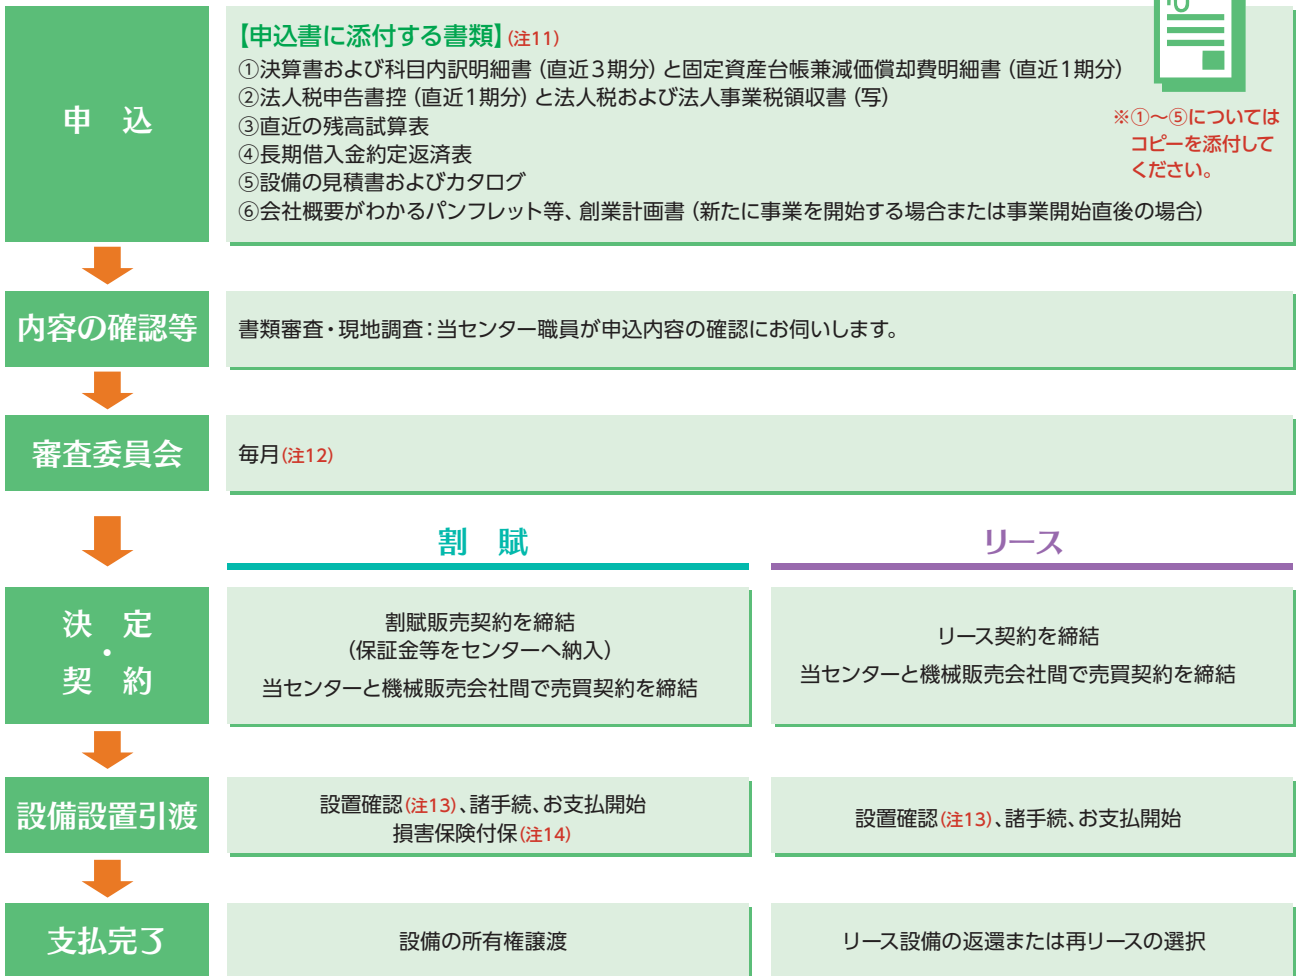 申　込
【申込書に添付する書類】(注11)
①決算書および科目内訳明細書（直近3期分）と固定資産台帳兼減価償却費明細書（直近1期分）
②法人税申告書控（直近1期分）と法人税および法人事業税領収書（写）
③直近の残高試算表
④長期借入金約定返済表
⑤設備の見積書およびカタログ
⑥会社概要がわかるパンフレット等、創業計画書（新たに事業を開始する場合または事業開始直後の場合）
※①～⑤については
コピーを添付して
ください。
内容の確認等
書類審査・現地調査：当センター職員が申込内容の確認にお伺いします。
審査委員会
毎月(注12)
割　賦
リース
決　定
・
契　約
割賦販売契約を締結
（保証金等をセンターへ納入）
当センターと機械販売会社間で売買契約を締結
リース契約を締結
当センターと機械販売会社間で売買契約を締結
設備設置引渡
設置確認(注13)、諸手続、お支払開始
損害保険付保(注14)
設置確認(注13)、諸手続、お支払開始
支払完了
設備の所有権譲渡
リース設備の返還または再リースの選択